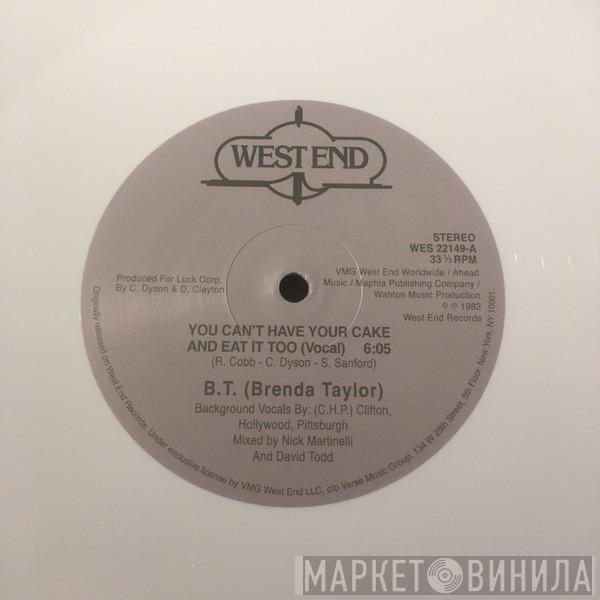 WEST END
STEREO
WES 22149-A
33 ⅓ RPM
VMG West End Worldwide / Ahead
Music / Maphia Publishing Company /
Wahton Music Production
© ℗ 1982
West End Records
Produced For Luck Corp.
By C. Dyson & D. Clayton
YOU CAN'T HAVE YOUR CAKE
AND EAT IT TOO (Vocal) 6:05
(R. Cobb - C. Dyson - S. Sanford)
B.T. (Brenda Taylor)
Background Vocals By: (C.H.P.) Clifton,
Hollywood, Pittsburgh
Mixed by Nick Martinelli
And David Todd
Originally released on West End Records. Under exclusive license by VMG West End LLC, c/o Verse Music Group, 134 W 25th Street, 5th Floor, New York, NY 10001.
МАРКЕТ ВИНИЛА